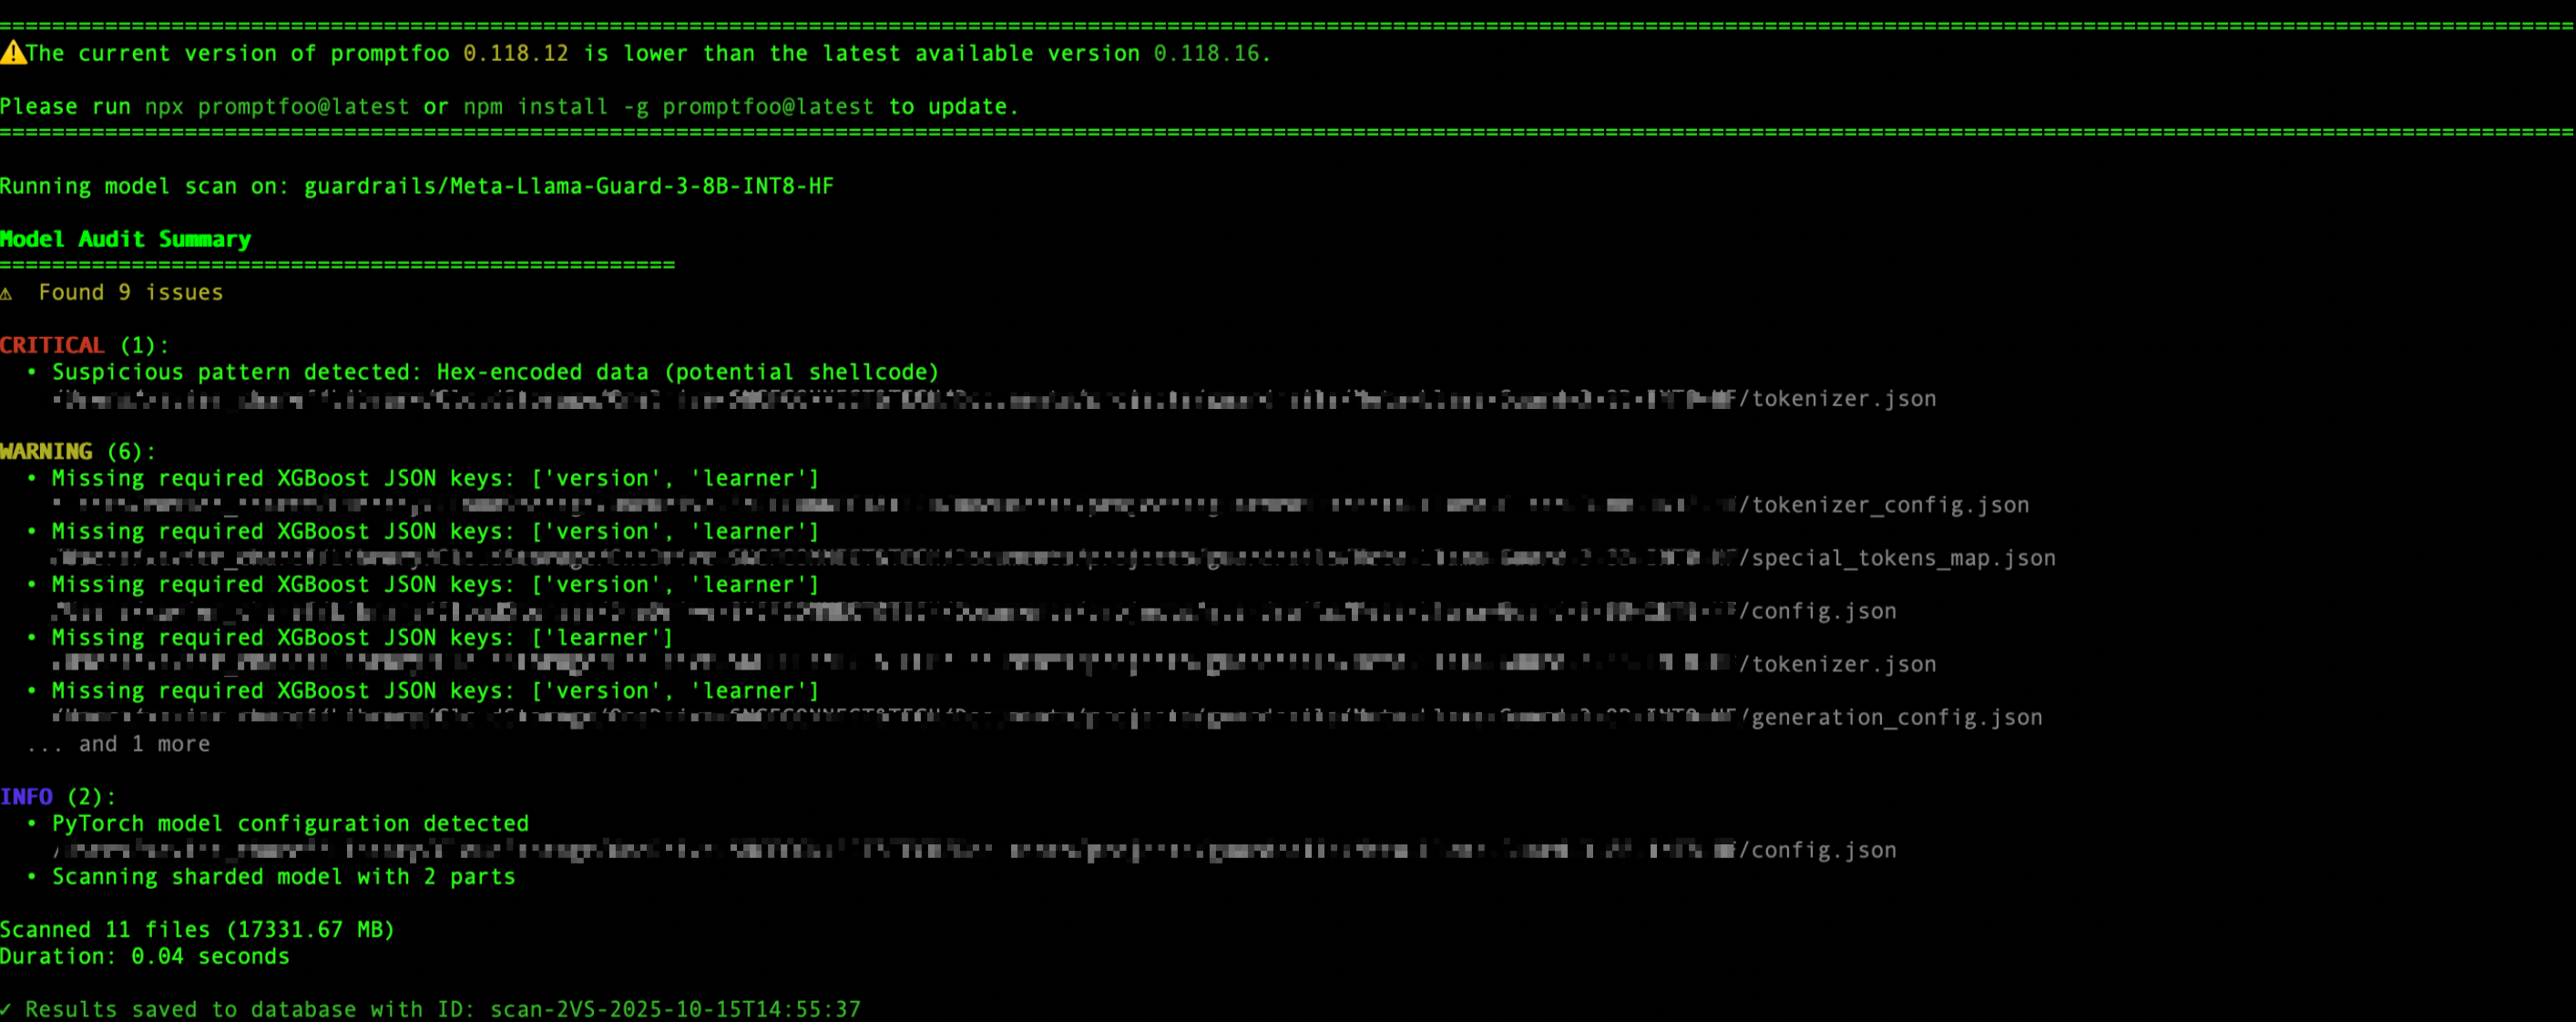 ================================================================================
⚠️The current version of promptfoo 0.118.12 is lower than the latest available version 0.118.16.
Please run npx promptfoo@latest or npm install -g promptfoo@latest to update.
================================================================================
Running model scan on: guardrails/Meta-Llama-Guard-3-8B-INT8-HF
Model Audit Summary
===================================================
⚠ Found 9 issues
CRITICAL (1):
• Suspicious pattern detected: Hex-encoded data (potential shellcode)
/tokenizer.json
WARNING (6):
• Missing required XGBoost JSON keys: ['version', 'learner']
/tokenizer_config.json
• Missing required XGBoost JSON keys: ['version', 'learner']
/special_tokens_map.json
• Missing required XGBoost JSON keys: ['version', 'learner']
/config.json
• Missing required XGBoost JSON keys: ['learner']
/tokenizer.json
• Missing required XGBoost JSON keys: ['version', 'learner']
/generation_config.json
... and 1 more
INFO (2):
• PyTorch model configuration detected
/config.json
• Scanning sharded model with 2 parts
Scanned 11 files (17331.67 MB)
Duration: 0.04 seconds
✓ Results saved to database with ID: scan-2VS-2025-10-15T14:55:37